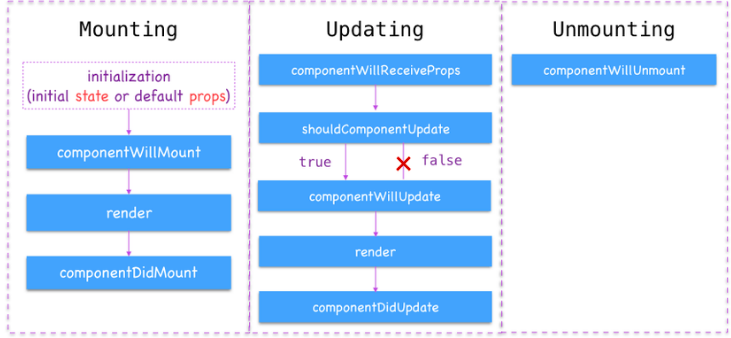 Mounting
initialization
(initial state or default props)
componentWillMount
render
componentDidMount
Updating
componentWillReceiveProps
shouldComponentUpdate
true
false
componentWillUpdate
render
componentDidUpdate
Unmounting
componentWillUnmount